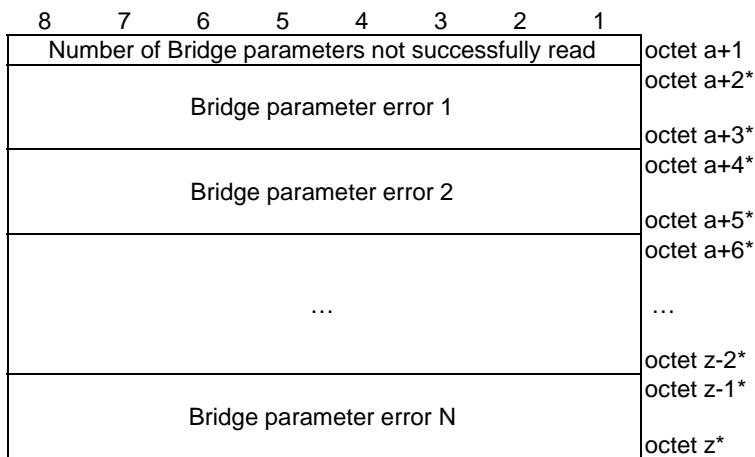 8 7 6 5 4 3 2 1
Number of Bridge parameters not successfully read octet a+1
octet a+2*
Bridge parameter error 1
octet a+3*
octet a+4*
Bridge parameter error 2
octet a+5*
octet a+6*
… …
octet z-2*
octet z-1*
Bridge parameter error N
octet z*